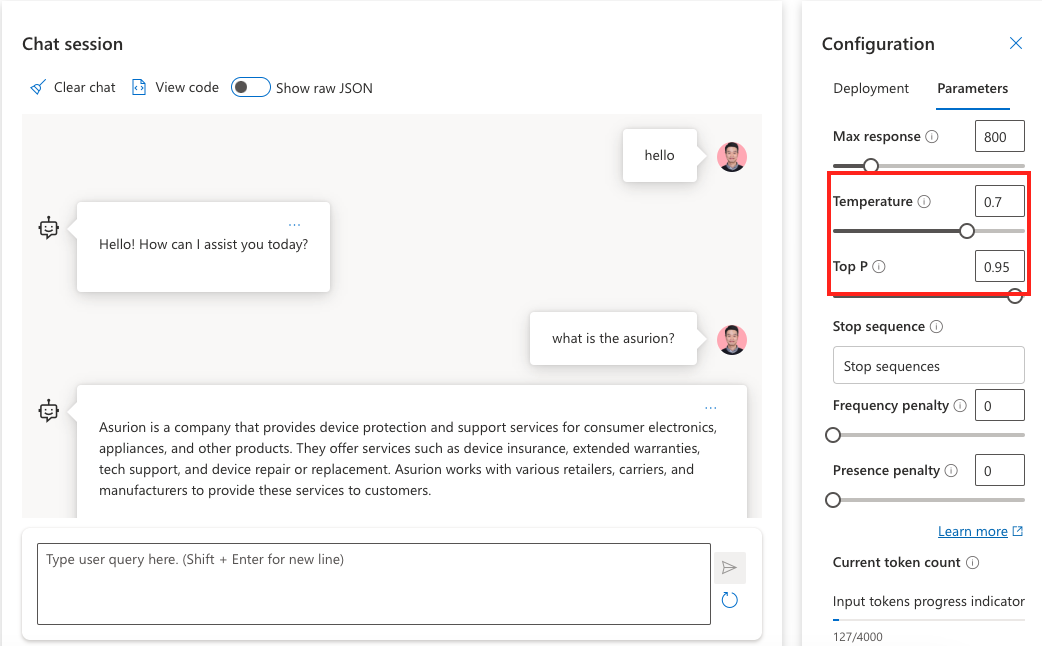 Chat session
Clear chat View code Show raw JSON
hello
...
Hello! How can I assist you today?
what is the asurion?
...
Asurion is a company that provides device protection and support services for consumer electronics,
appliances, and other products. They offer services such as device insurance, extended warranties,
tech support, and device repair or replacement. Asurion works with various retailers, carriers, and
manufacturers to provide these services to customers.
Type user query here. (Shift + Enter for new line)
Configuration
Deployment Parameters
Max response 800
Temperature 0.7
Top P 0.95
Stop sequence
Stop sequences
Frequency penalty 0
Presence penalty 0
Learn more
Current token count
Input tokens progress indicator
127/4000